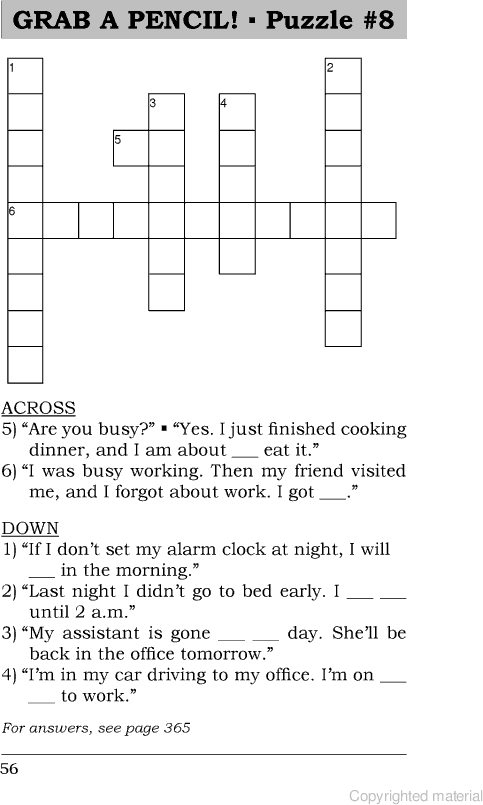 GRAB A PENCIL! ▪ Puzzle #8
1
2
3
4
5
6
ACROSS
5) “Are you busy?” ▪ “Yes. I just finished cooking
dinner, and I am about ___ eat it.”
6) “I was busy working. Then my friend visited
me, and I forgot about work. I got ___.”
DOWN
1) “If I don’t set my alarm clock at night, I will
___ in the morning.”
2) “Last night I didn’t go to bed early. I ___ ___
until 2 a.m.”
3) “My assistant is gone ___ ___ day. She’ll be
back in the office tomorrow.”
4) “I’m in my car driving to my office. I’m on ___
___ to work.”
For answers, see page 365
56
Copyrighted material